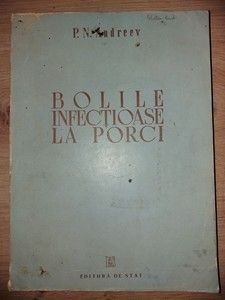 P. N. Andreev
BOLILE
INFECTIOASE
LA PORCI
EDITURA DE STAT